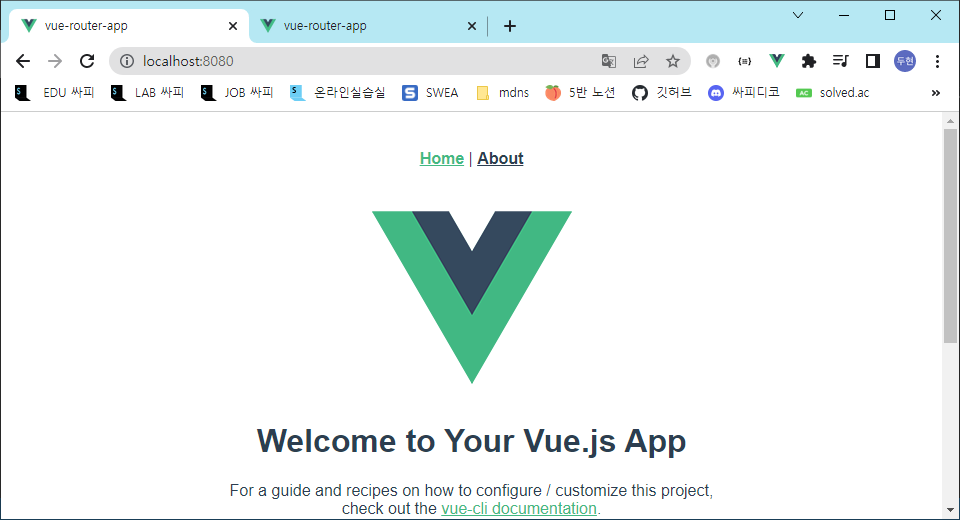 vue-router-app
vue-router-app
localhost:8080
두현
EDU 싸피
LAB 싸피
JOB 싸피
온라인실습실
SWEA
mdns
5반 노션
깃허브
싸피디코
AC
solved.ac
Home | About
Welcome to Your Vue.js App
For a guide and recipes on how to configure / customize this project,
check out the vue-cli documentation.